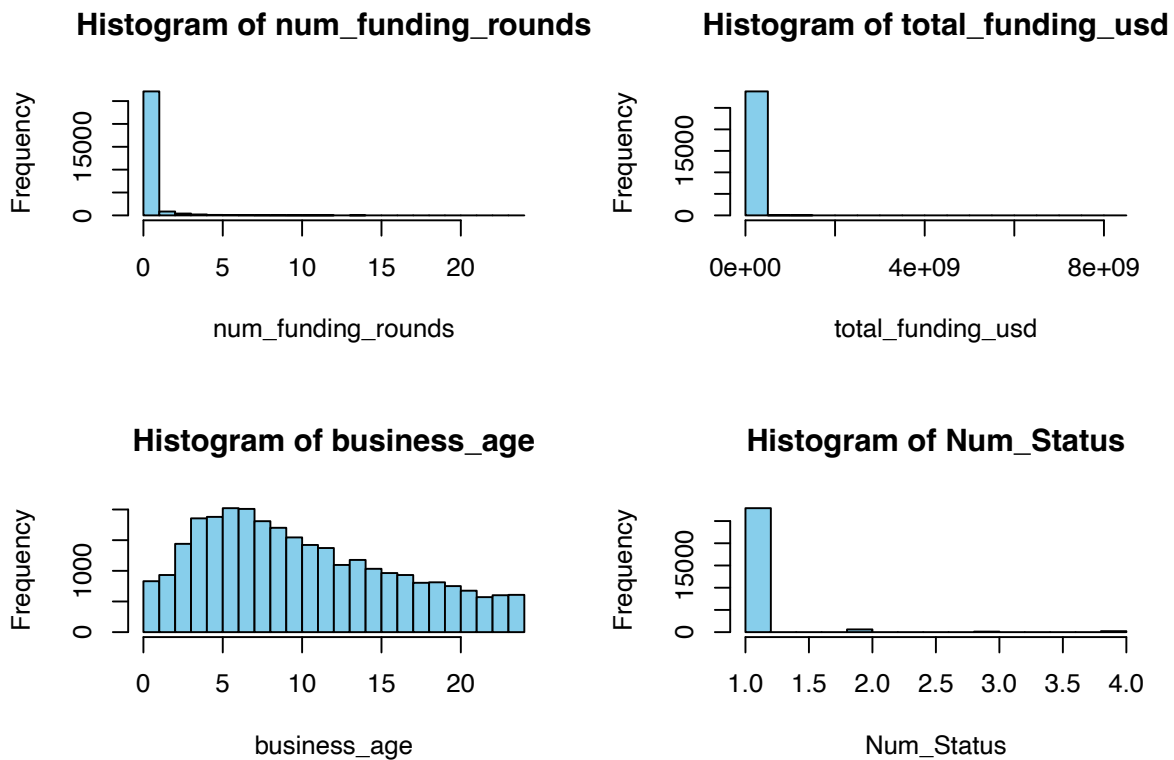 Histogram of num_funding_rounds
Frequency
0 15000
0 5 10 15 20
num_funding_rounds
Histogram of total_funding_usd
Frequency
0 15000
0e+00 4e+09 8e+09
total_funding_usd
Histogram of business_age
Frequency
0 1000
0 5 10 15 20
business_age
Histogram of Num_Status
Frequency
0 15000
1.0 1.5 2.0 2.5 3.0 3.5 4.0
Num_Status